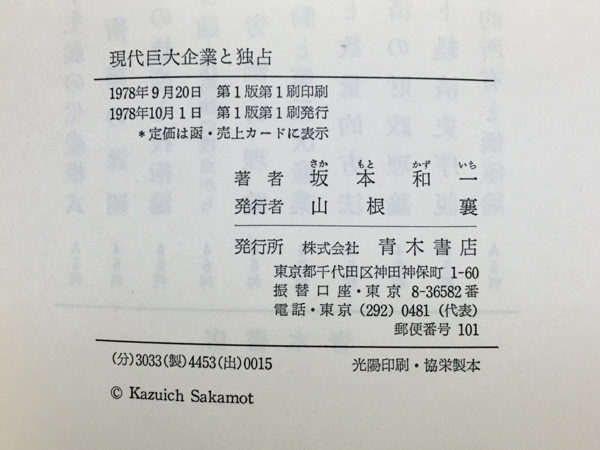 現代巨大企業と独占
1978年9月20日 第1版第1刷印刷
1978年10月1日 第1版第1刷発行
*定価は函・売上カードに表示
さか もと かず いち
著者 坂本和一
発行者 山根襄
発行所 株式会社 青木書店
東京都千代田区神田神保町 1-60
振替口座・東京 8-36582番
電話・東京 (292) 0481 (代表)
郵便番号 101
(分)3033(製)4453(出)0015 光陽印刷・協栄製本
© Kazuich Sakamot